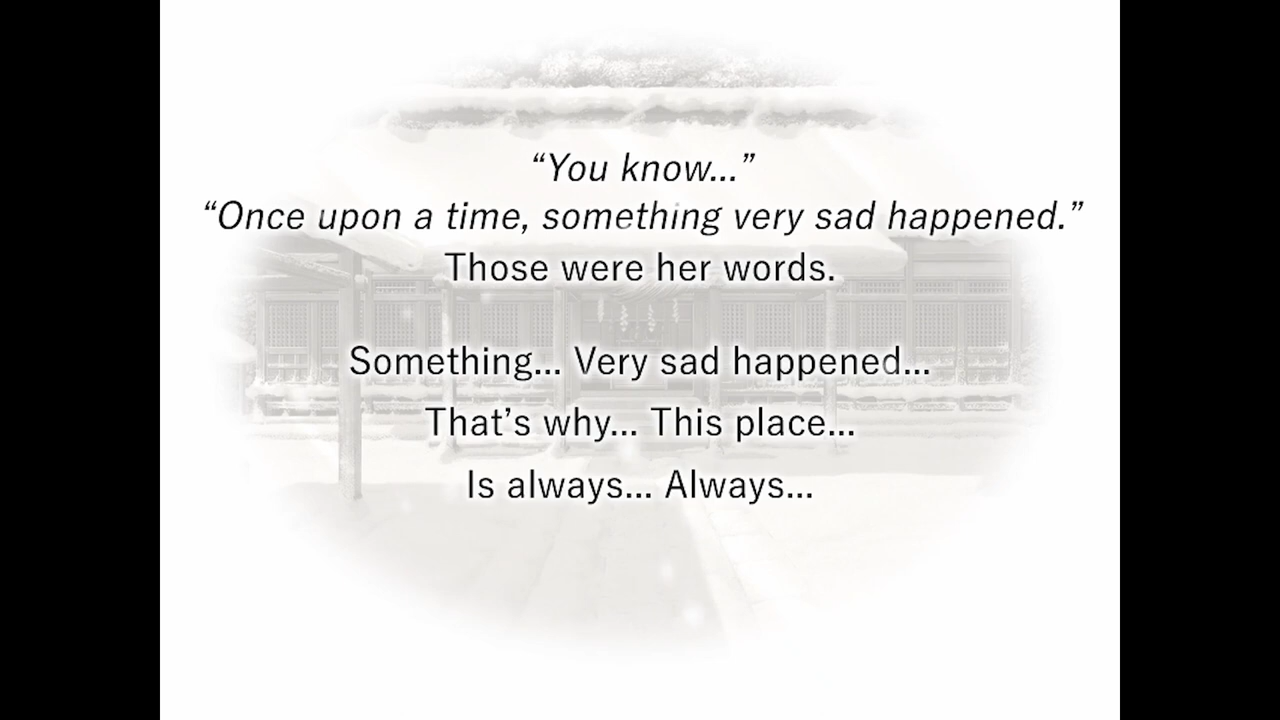 “You know...”
“Once upon a time, something very sad happened.”
Those were her words.
Something... Very sad happened...
That’s why... This place...
Is always... Always...